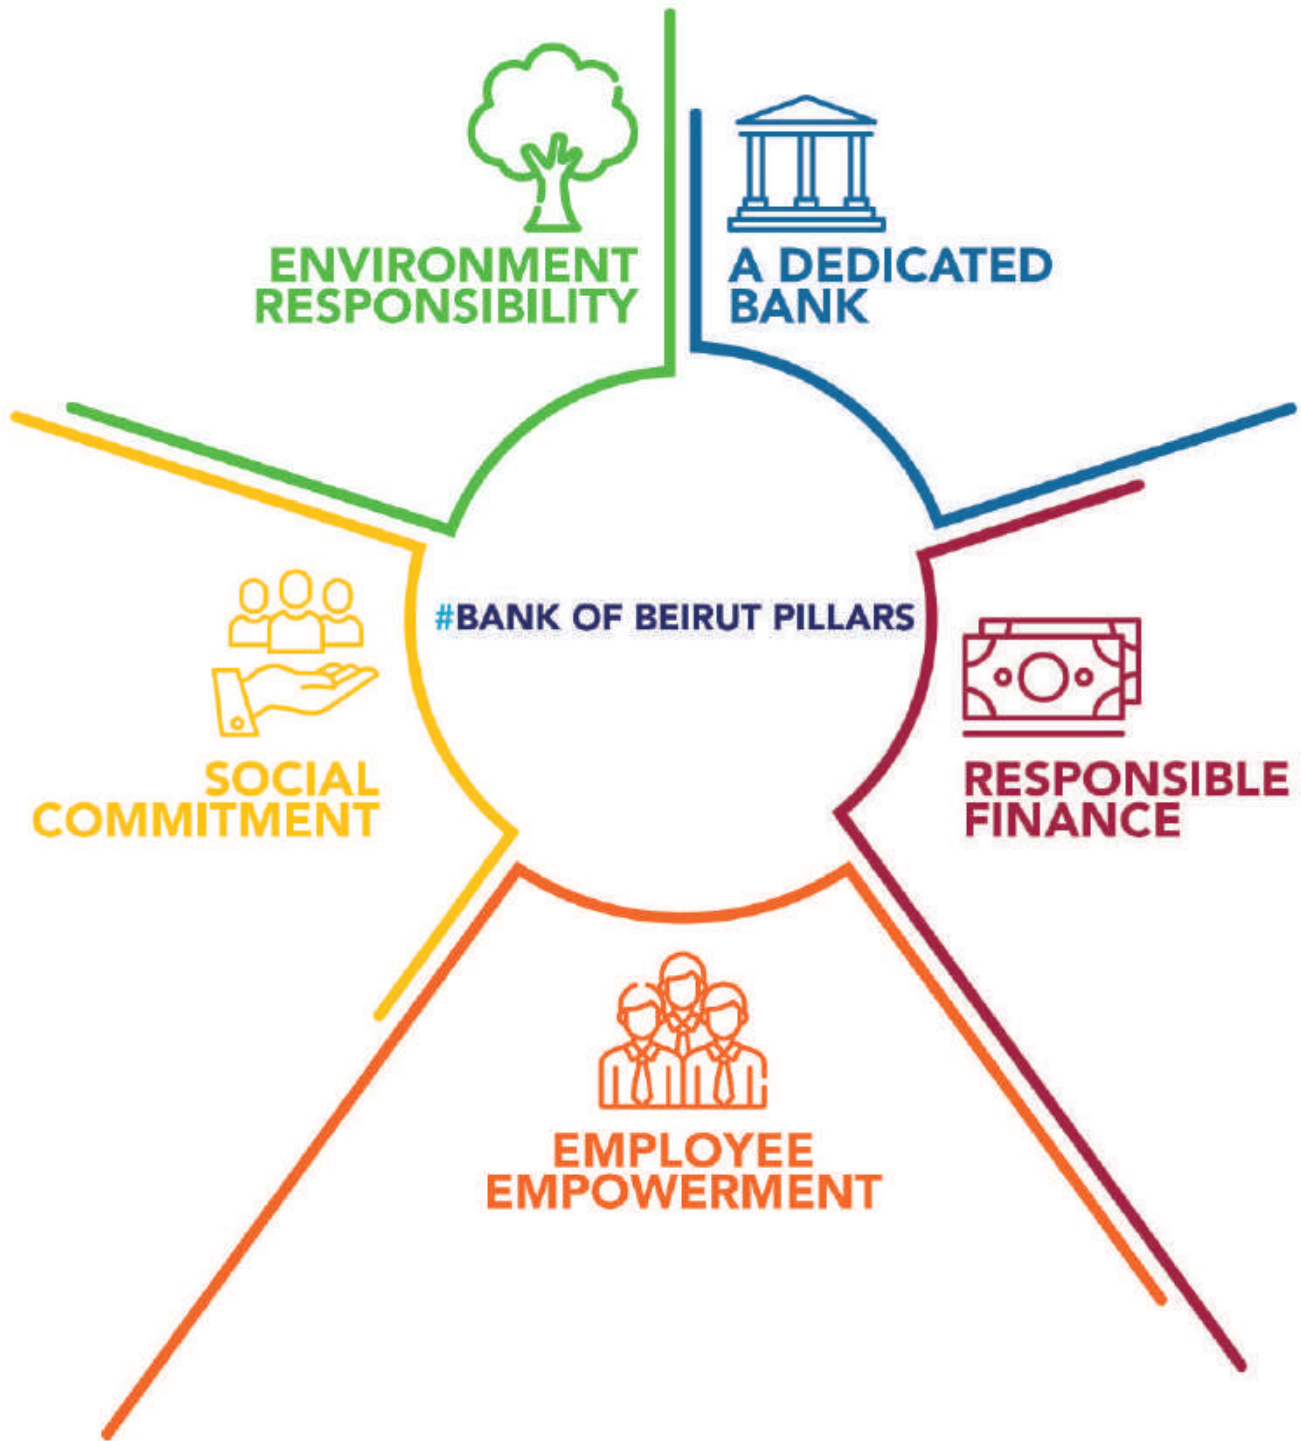 ENVIRONMENT
RESPONSIBILITY
A DEDICATED
BANK
#BANK OF BEIRUT PILLARS
SOCIAL
COMMITMENT
RESPONSIBLE
FINANCE
EMPLOYEE
EMPOWERMENT